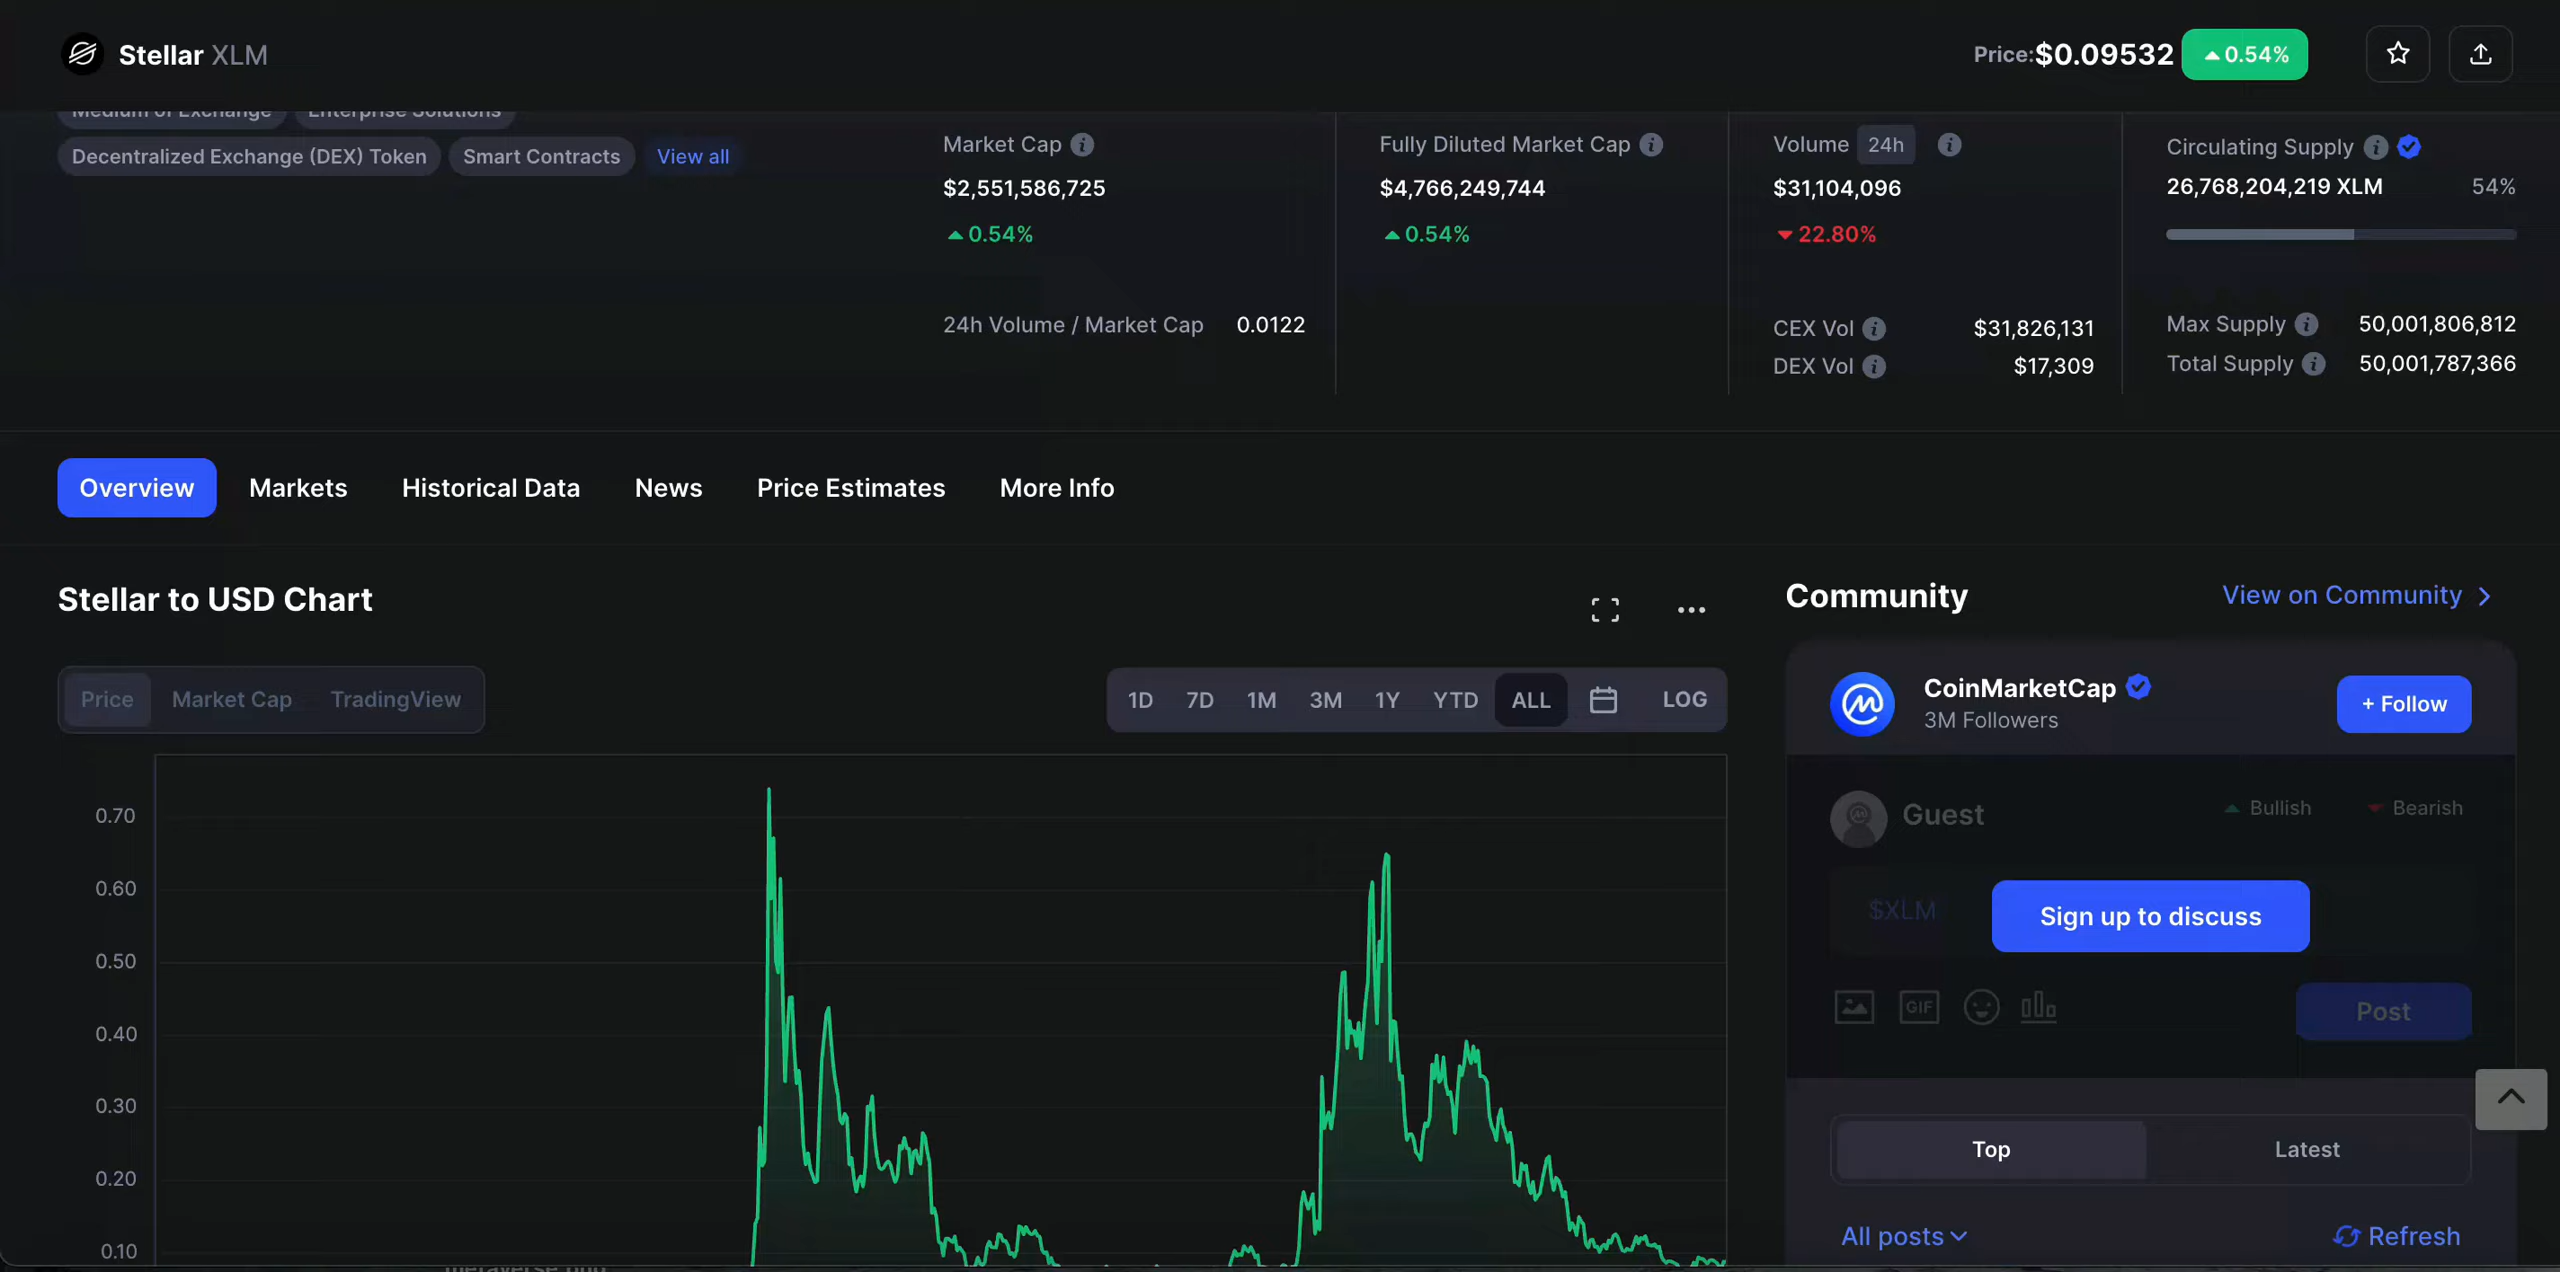 Stellar XLM
Price:$0.09532 0.54%
Medium of Exchange Enterprise Solutions
Decentralized Exchange (DEX) Token Smart Contracts View all
Market Cap
$2,551,586,725
0.54%
24h Volume / Market Cap 0.0122
Fully Diluted Market Cap
$4,766,249,744
0.54%
Volume 24h
$31,104,096
22.80%
CEX Vol $31,826,131
DEX Vol $17,309
Circulating Supply
26,768,204,219 XLM 54%
Max Supply 50,001,806,812
Total Supply 50,001,787,366
Overview Markets Historical Data News Price Estimates More Info
Stellar to USD Chart
Price Market Cap TradingView
1D 7D 1M 3M 1Y YTD ALL LOG
0.70
0.60
0.50
0.40
0.30
0.20
0.10
Community View on Community
CoinMarketCap
3M Followers
+ Follow
Guest Bullish Bearish
$XLM
Sign up to discuss
GIF
Post
Top Latest
All posts Refresh